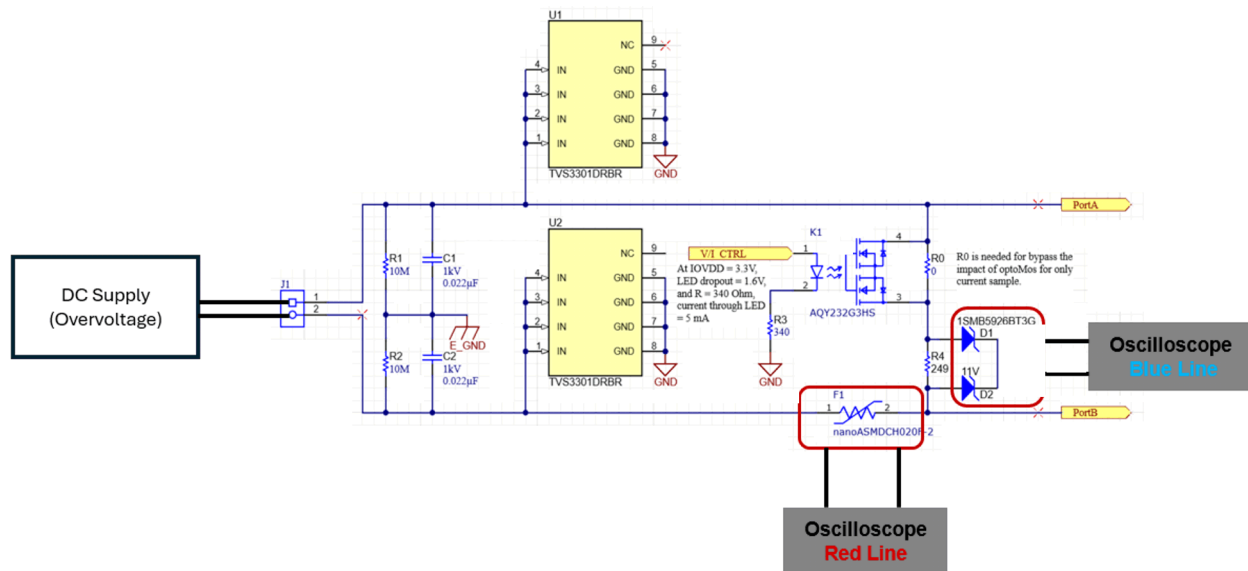 U1
NC 9
4 IN GND 5
3 IN GND 6
2 IN GND 7
1 IN GND 8
TVS3301DRBR
GND
PortA
U2
NC 9
4 IN GND 5
3 IN GND 6
2 IN GND 7
1 IN GND 8
TVS3301DRBR
GND
DC Supply
(Overvoltage)
J1
1
2
R1
10M
C1
1kV
0.022µF
E_GND
R2
10M
C2
1kV
0.022µF
V/I_CTRL
At IOVDD = 3.3V,
LED dropout = 1.6V,
and R = 340 Ohm,
current through LED
= 5 mA
K1
1
2
4
3
AQY232G3HS
R3
340
GND
R0
0
R0 is needed for bypass the
impact of optoMos for only
current sample.
1SMB5926BT3G
D1
R4
249
11V
D2
Oscilloscope
Blue Line
F1
1
2
nanoASMDCH020F-2
PortB
Oscilloscope
Red Line